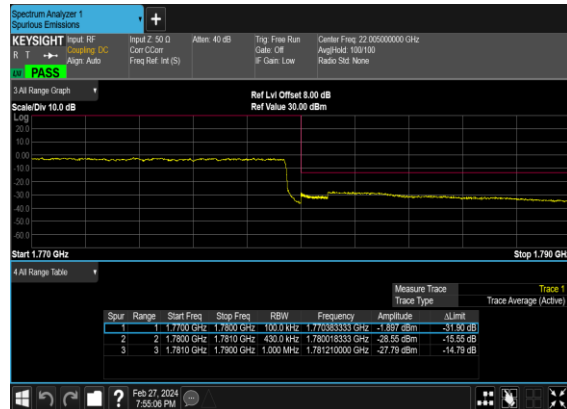 Spectrum Analyzer 1
Spurious Emissions
+
KEYSIGHT Input: RF Input Z: 50 Ω Atten: 40 dB Trig: Free Run Center Freq: 22.005000000 GHz
R T Coupling: DC Corr CCorr Gate: Off Avg|Hold: 100/100
Align: Auto Freq Ref: Int (S) IF Gain: Low Radio Std: None
PASS
3 All Range Graph
Ref Lvl Offset 8.00 dB
Scale/Div 10.0 dB Ref Value 30.00 dBm
Log
20.0
10.0
0.00
-10.0
-20.0
-30.0
-40.0
-50.0
-60.0
Start 1.770 GHz Stop 1.790 GH
4 All Range Table
Measure Trace Trace 1
Trace Type Trace Average (Active)
Spur Range Start Freq Stop Freq RBW Frequency Amplitude ΔLimit
1 1 1.7700 GHz 1.7800 GHz 100.0 kHz 1.770383333 GHz -1.897 dBm -31.90 dB
2 2 1.7800 GHz 1.7810 GHz 430.0 kHz 1.780018333 GHz -28.55 dBm -15.55 dB
3 3 1.7810 GHz 1.7900 GHz 1.000 MHz 1.781210000 GHz -27.79 dBm -14.79 dB
? Feb 27, 2024
7:55:06 PM